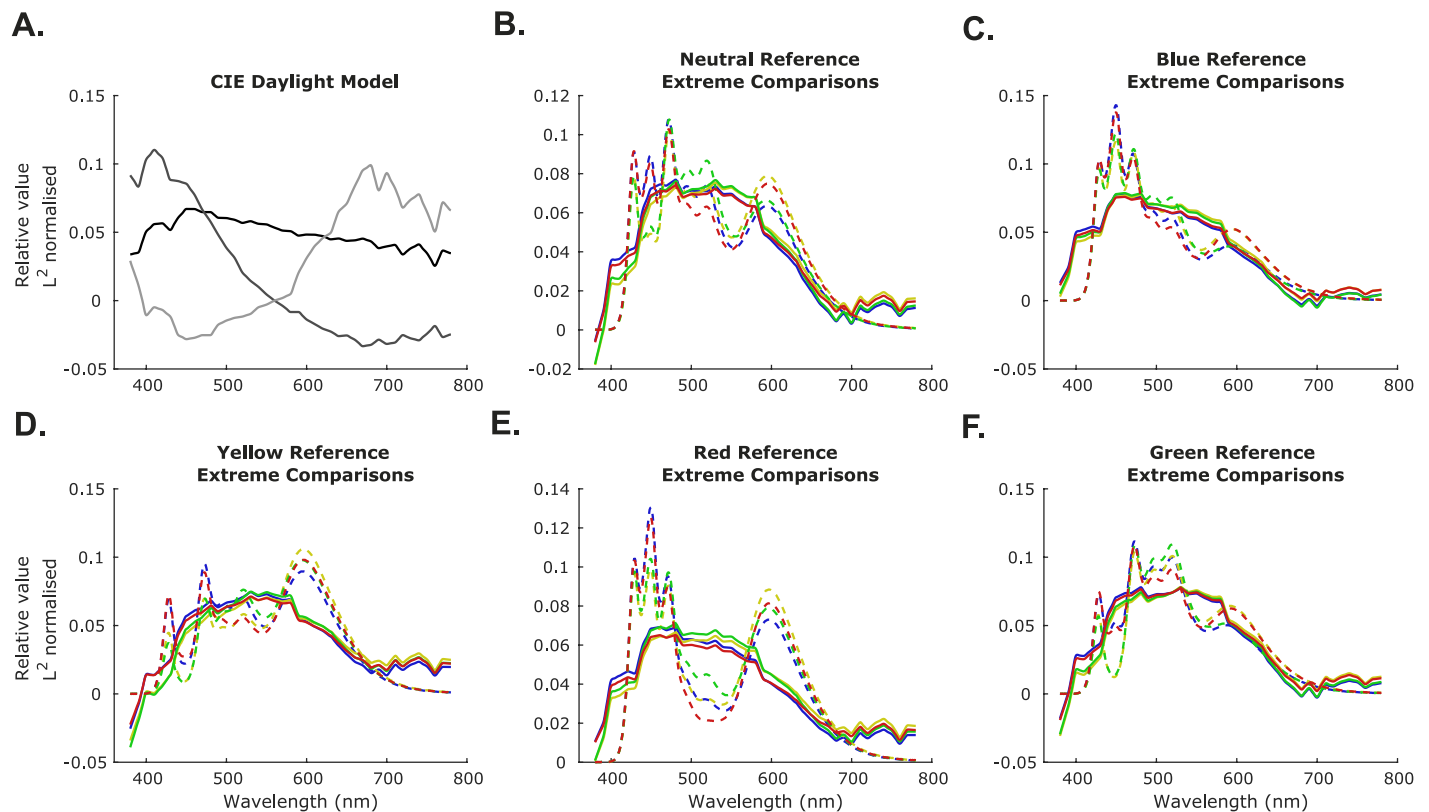 A.
CIE Daylight Model
0.15
0.1
0.05
0
-0.05
Relative value
L² normalised
400 500 600 700 800
B.
Neutral Reference
Extreme Comparisons
0.12
0.1
0.08
0.06
0.04
0.02
0
-0.02
400 500 600 700 800
C.
Blue Reference
Extreme Comparisons
0.15
0.1
0.05
0
-0.05
400 500 600 700 800
D.
Yellow Reference
Extreme Comparisons
0.15
0.1
0.05
0
-0.05
Relative value
L² normalised
400 500 600 700 800
Wavelength (nm)
E.
Red Reference
Extreme Comparisons
0.14
0.12
0.1
0.08
0.06
0.04
0.02
0
400 500 600 700 800
Wavelength (nm)
F.
Green Reference
Extreme Comparisons
0.15
0.1
0.05
0
-0.05
400 500 600 700 800
Wavelength (nm)